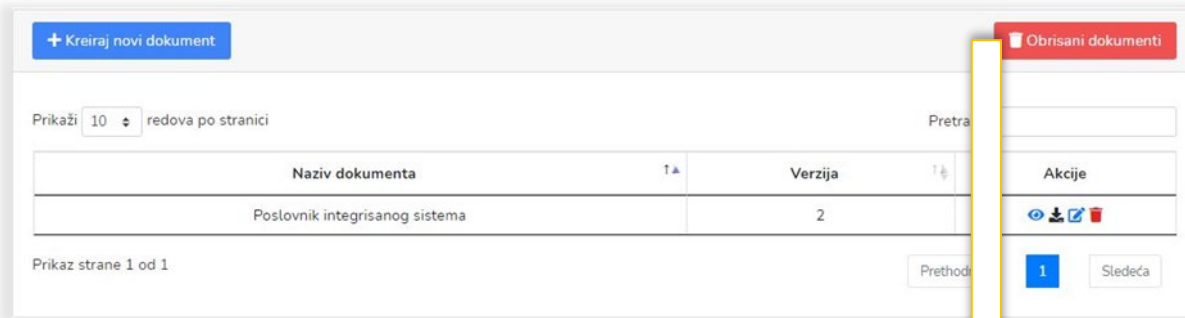 Kreiraj novi dokument
Obrisani dokumenti
Prikaži 10 redova po stranici
Naziv dokumenta Verzija Akcije
Poslovnik integrisanog sistema 2
Prikaz strane 1 od 1
1 Sledeća